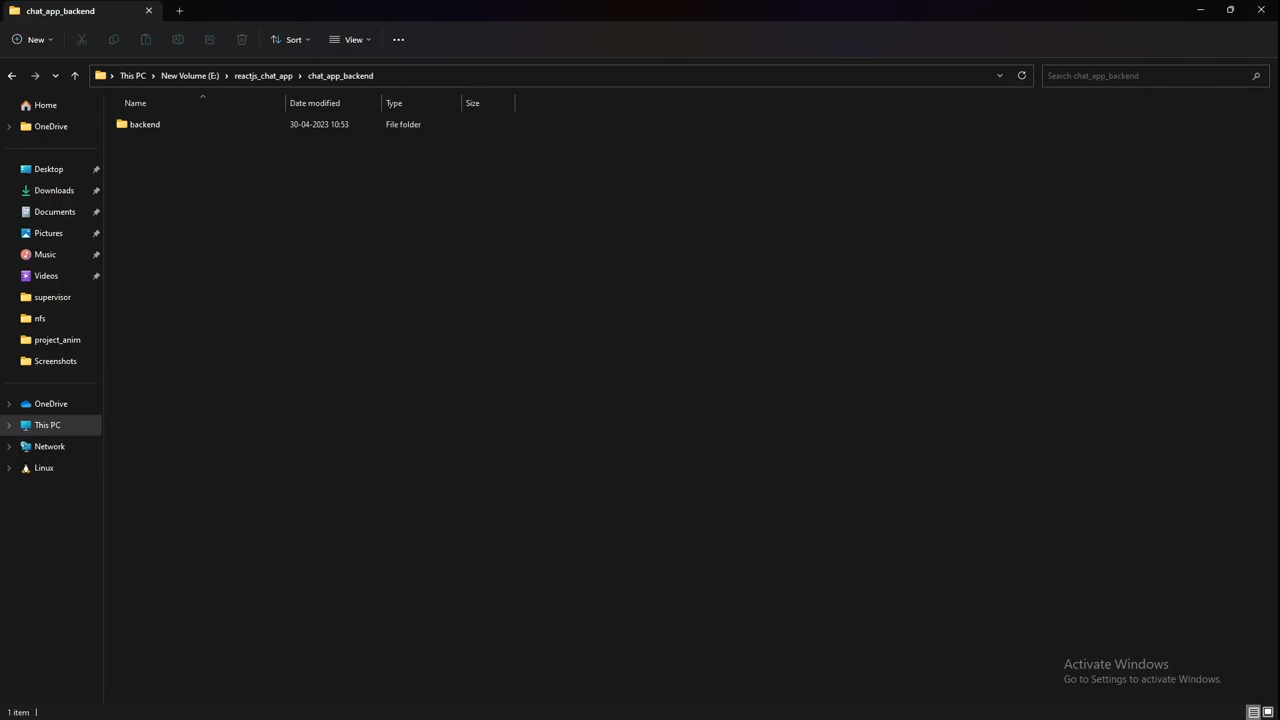 chat_app_backend
New
Sort
View
This PC
New Volume (E:)
reactjs_chat_app
chat_app_backend
Search chat_app_backend
Name
Date modified
Type
Size
backend
30-04-2023 10:53
File folder
Home
OneDrive
Desktop
Downloads
Documents
Pictures
Music
Videos
supervisor
nfs
project_anim
Screenshots
OneDrive
This PC
Network
Linux
Activate Windows
Go to Settings to activate Windows.
1 item